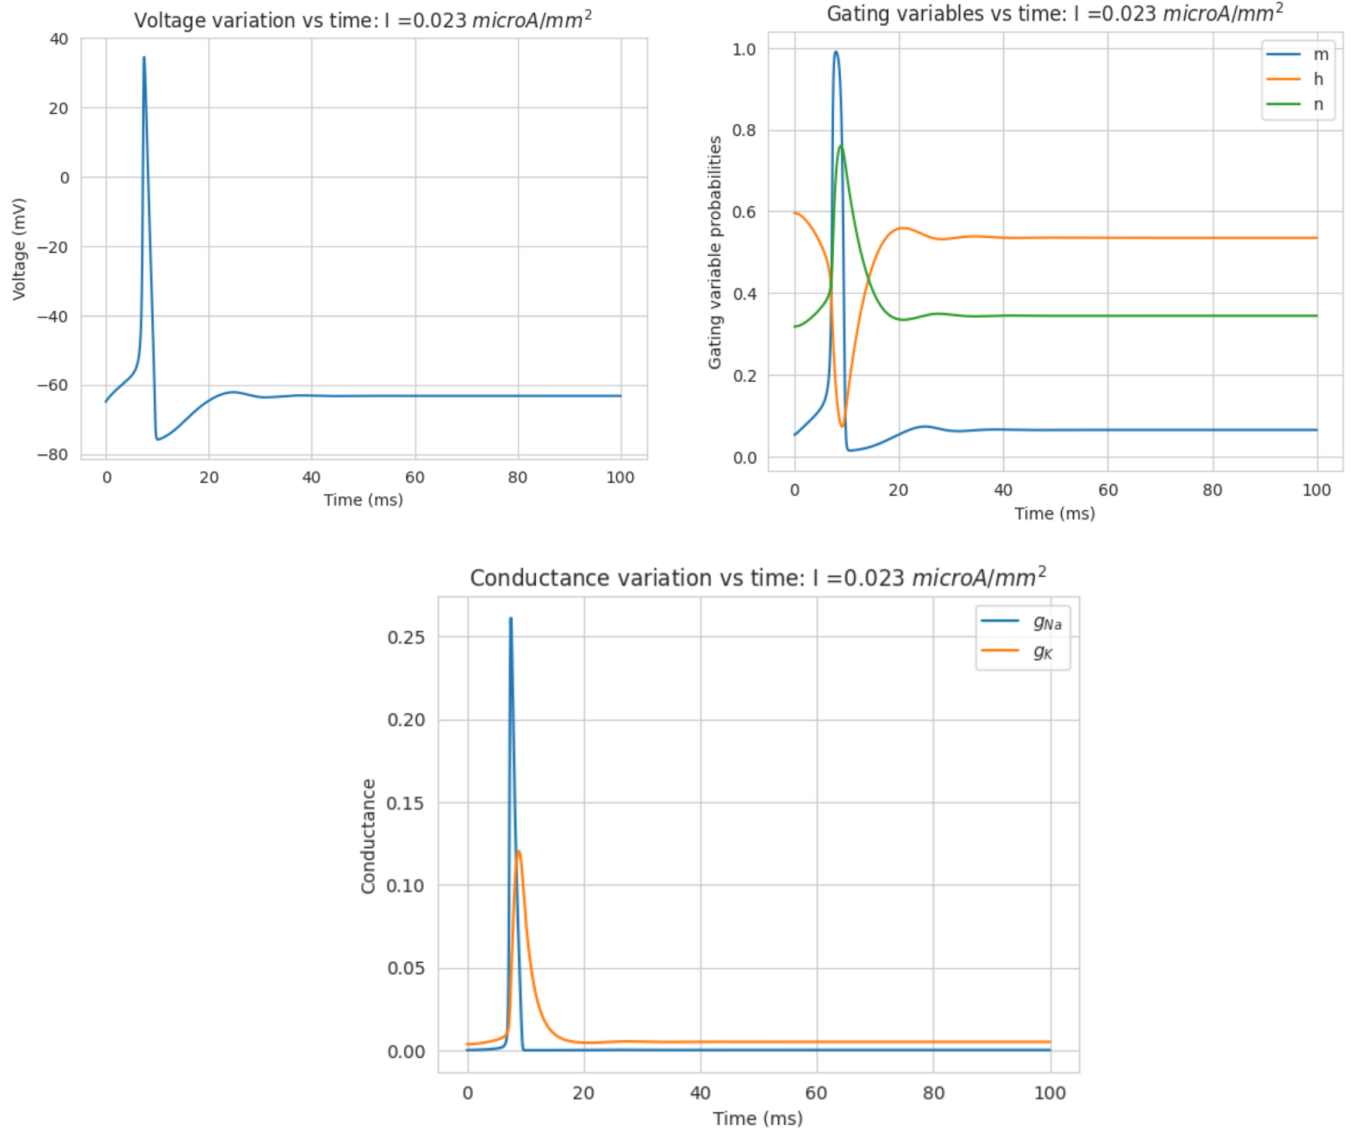 Voltage variation vs time: I =0.023 microA/mm²
40
20
0
−20
−40
−60
−80
Voltage (mV)
0 20 40 60 80 100
Time (ms)
Gating variables vs time: I =0.023 microA/mm²
m
h
n
1.0
0.8
0.6
0.4
0.2
0.0
Gating variable probabilities
0 20 40 60 80 100
Time (ms)
Conductance variation vs time: I =0.023 microA/mm²
g_Na
g_K
0.25
0.20
0.15
0.10
0.05
0.00
Conductance
0 20 40 60 80 100
Time (ms)